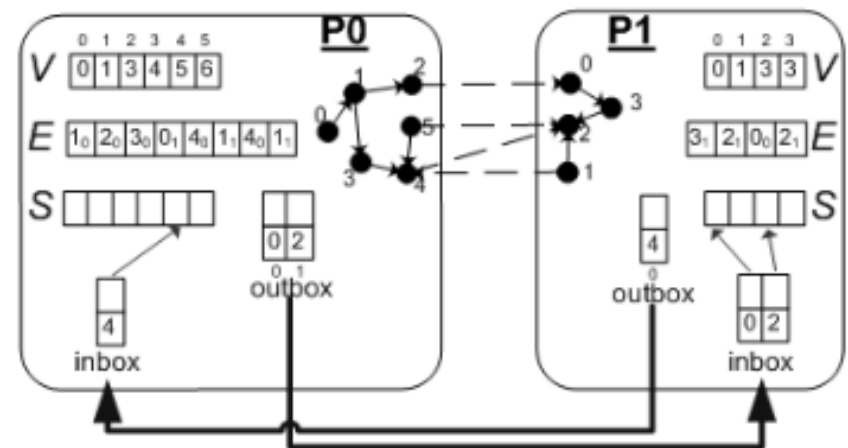 P0
0 1 2 3 4 5
V 0 1 3 4 5 6
E 1₀ 2₀ 3₀ 0₁ 4₀ 1₁ 4₀ 1₁
S
0
1
2
5
3
4
0 2
0 1
outbox
4
inbox
P1
0 1 2 3
0 1 3 3 V
3₁ 2₁ 0₀ 2₁ E
S
0
3
2
1
4
0
outbox
0 2
inbox